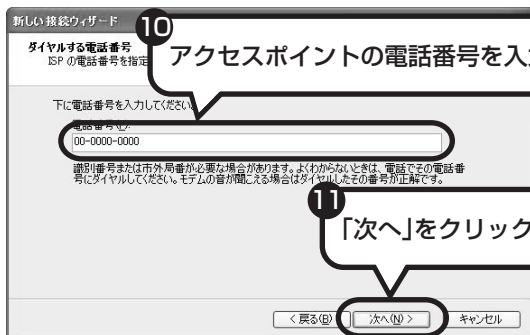 新しい接続ウィザード
10
ダイヤルする電話番号
ISP の電話番号を指定
アクセスポイントの電話番号を入
下に電話番号を入力してください
電話番号(P):
00-0000-0000
識別番号または市外局番が必要な場合があります。よくわからないときは、電話でその電話番
号にダイヤルしてください。モデムの音が聞こえる場合はダイヤルしたその番号が正解です。
11
「次へ」をクリック
< 戻る(B)
次へ(N) >
キャンセル